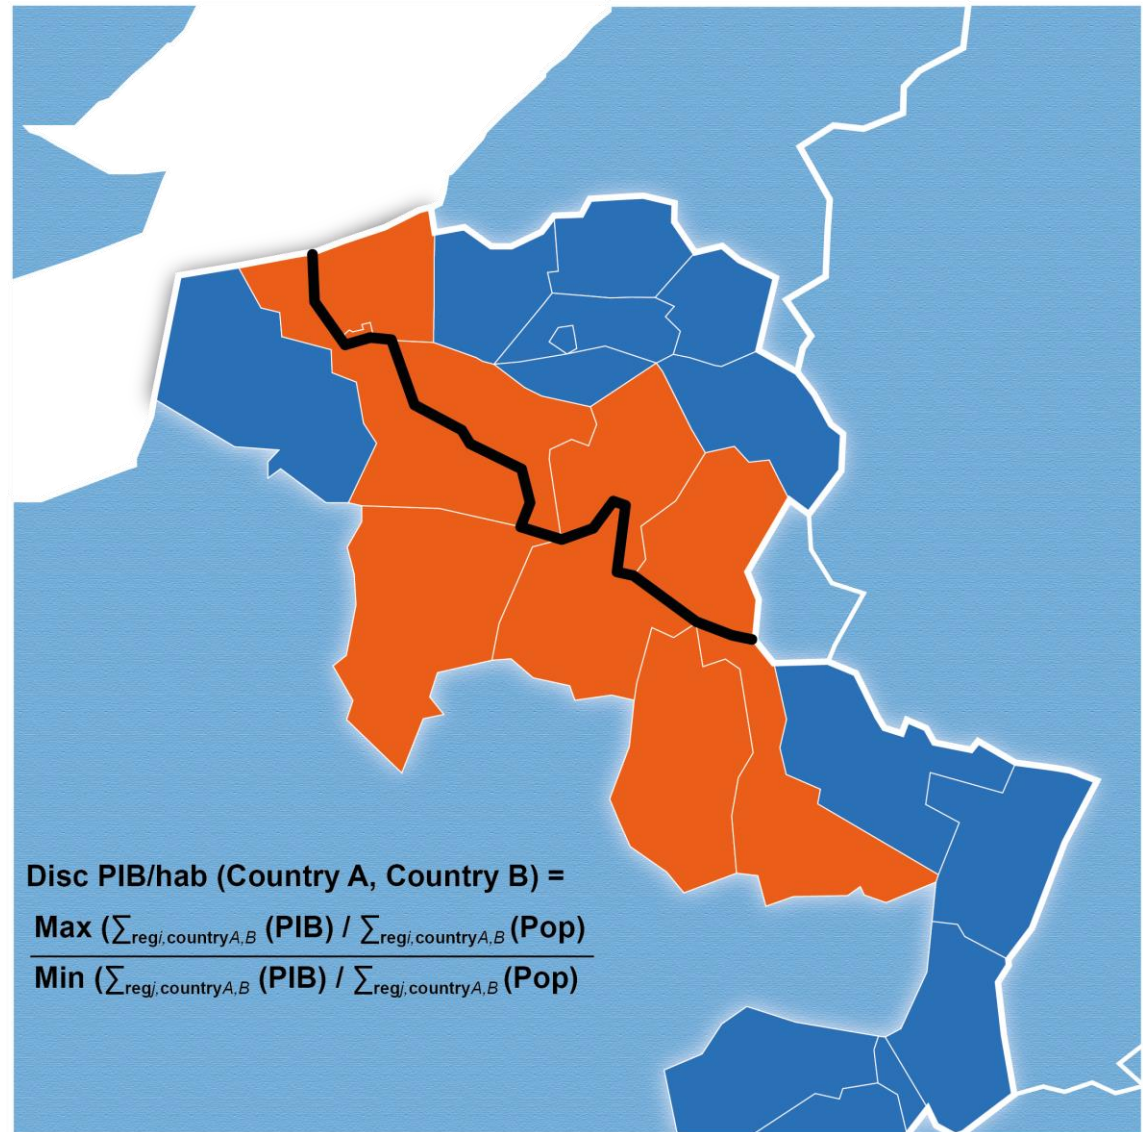 Disc PIB/hab (Country A, Country B) =
Max (∑regi,countryA,B (PIB) / ∑regi,countryA,B (Pop)
Min (∑regj,countryA,B (PIB) / ∑regj,countryA,B (Pop)